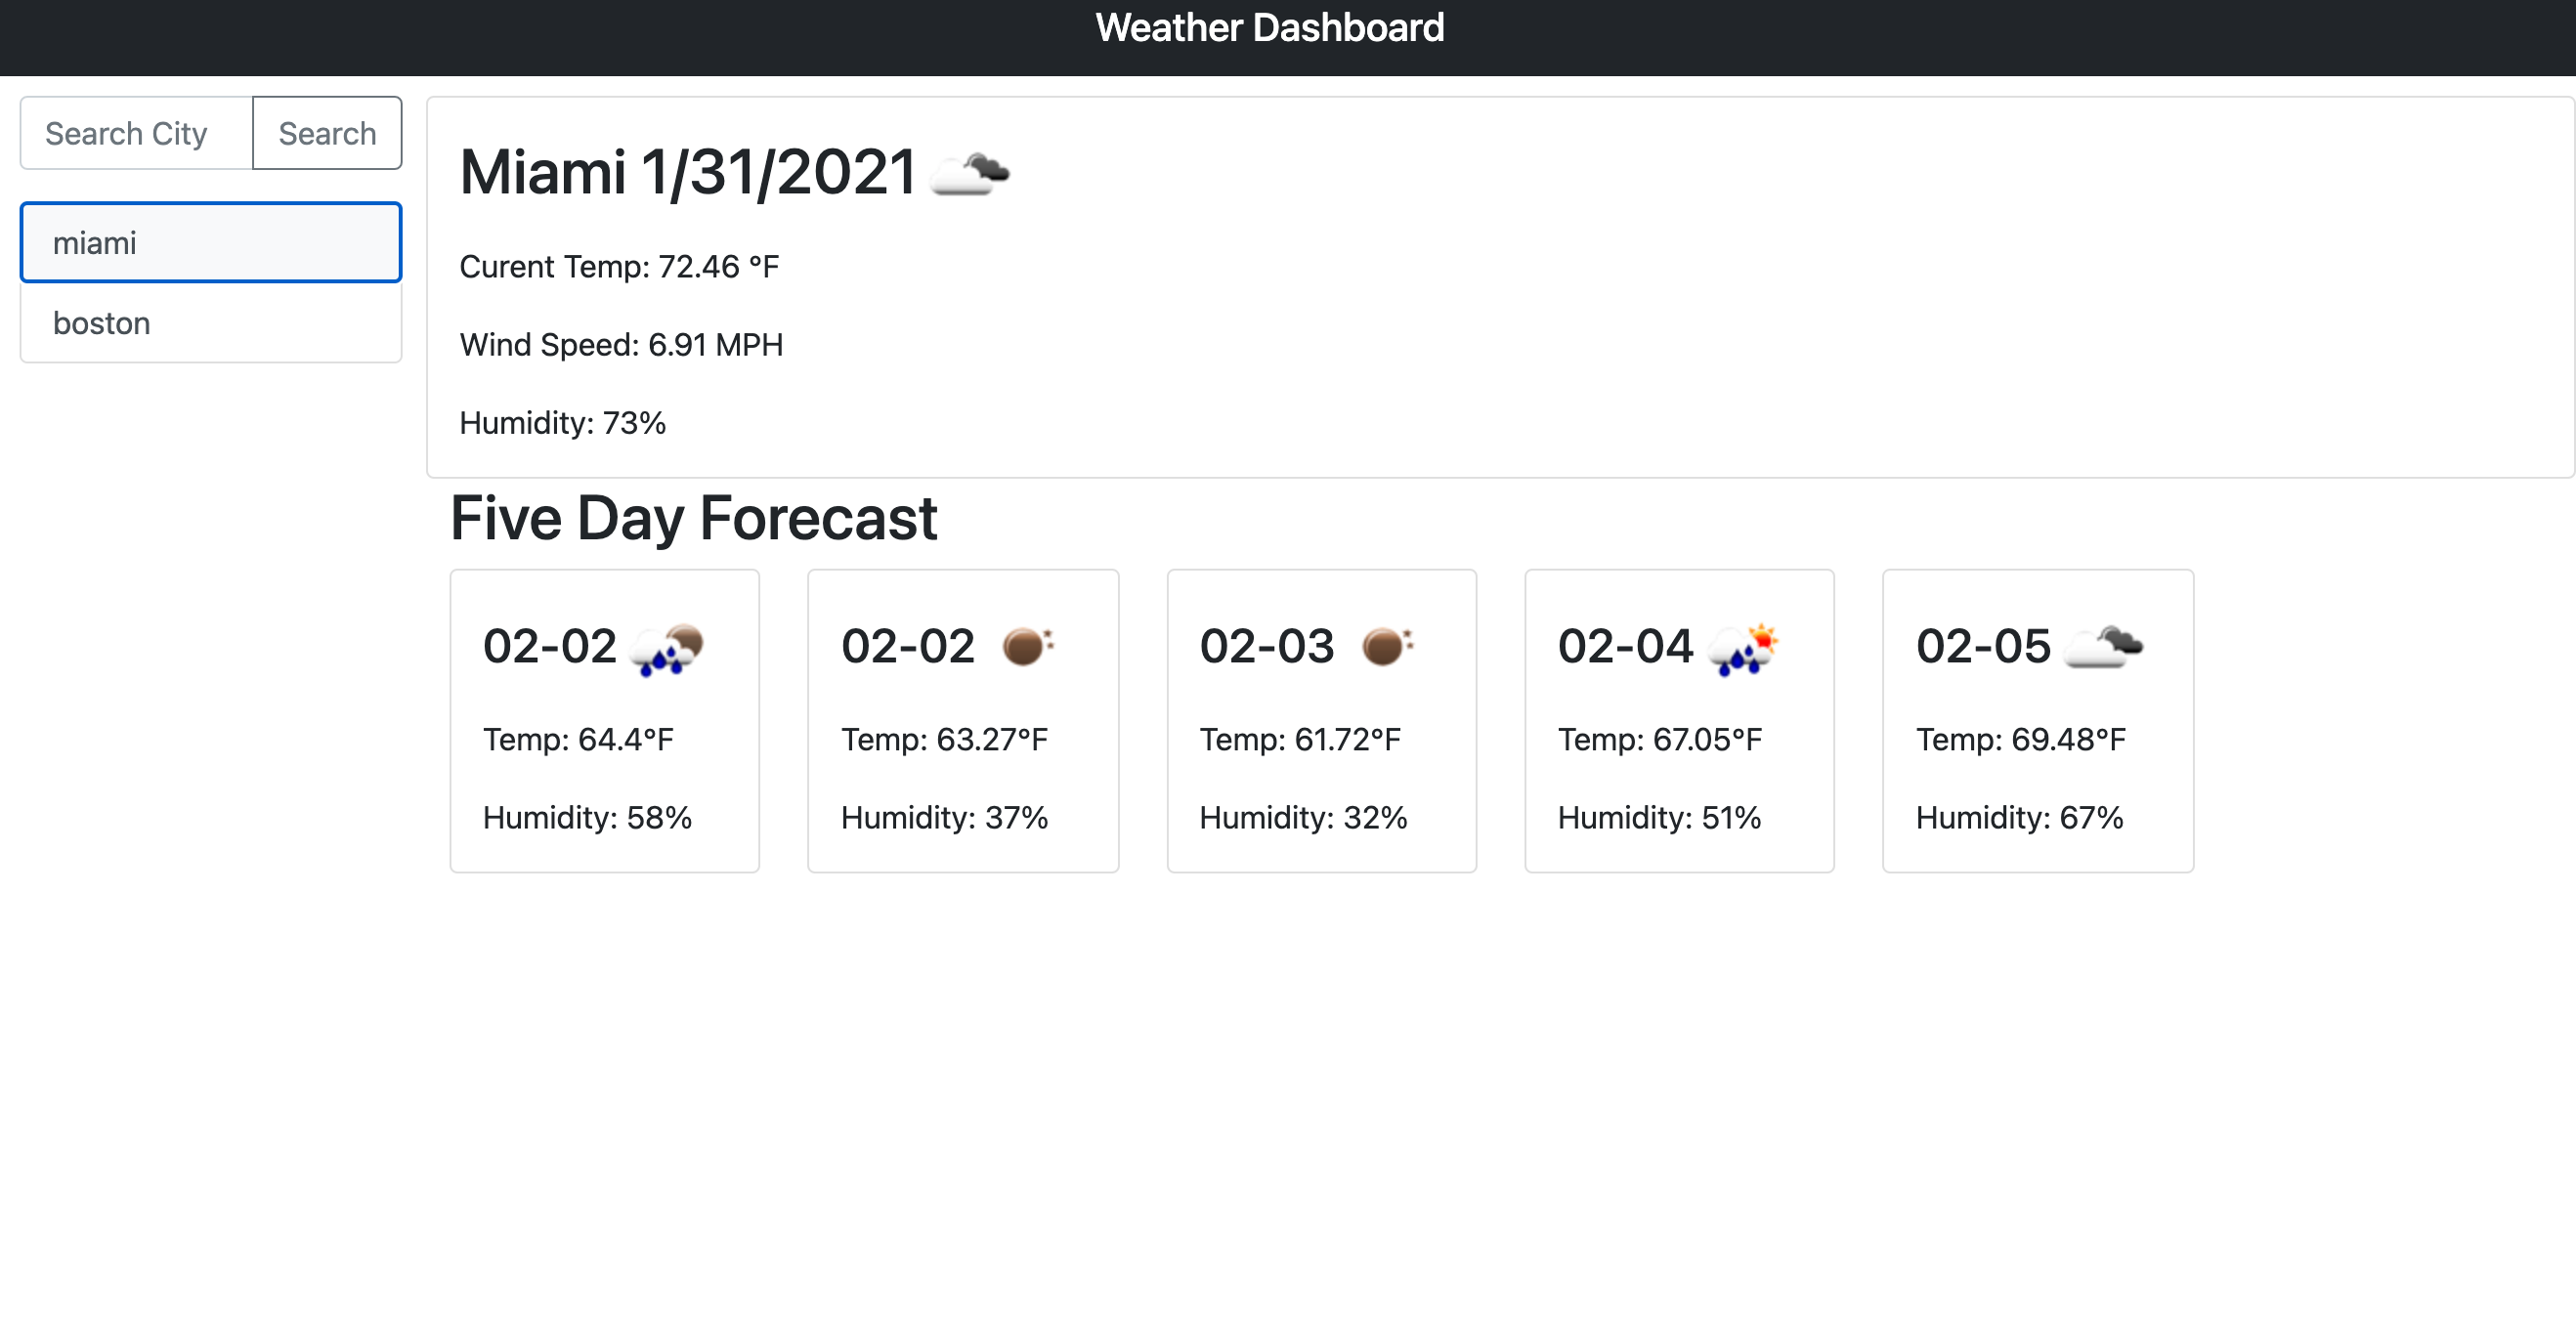 Weather Dashboard
Search City Search
miami
boston
Miami 1/31/2021
Curent Temp: 72.46 °F
Wind Speed: 6.91 MPH
Humidity: 73%
Five Day Forecast
02-02
Temp: 64.4°F
Humidity: 58%
02-02
Temp: 63.27°F
Humidity: 37%
02-03
Temp: 61.72°F
Humidity: 32%
02-04
Temp: 67.05°F
Humidity: 51%
02-05
Temp: 69.48°F
Humidity: 67%